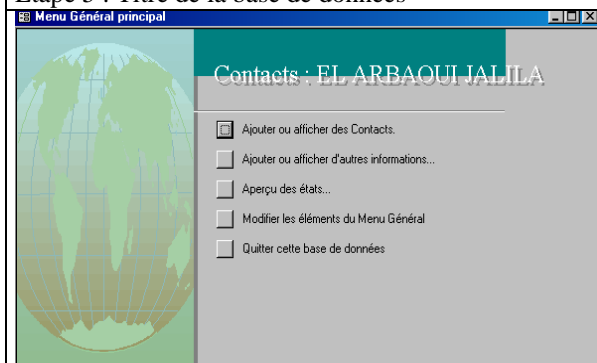 Etape 5 : Titre de la base de données
Menu Général principal
Contacts : EL ARBAOUI JALILA
Ajouter ou afficher des Contacts.
Ajouter ou afficher d'autres informations...
Aperçu des états...
Modifier les éléments du Menu Général
Quitter cette base de données